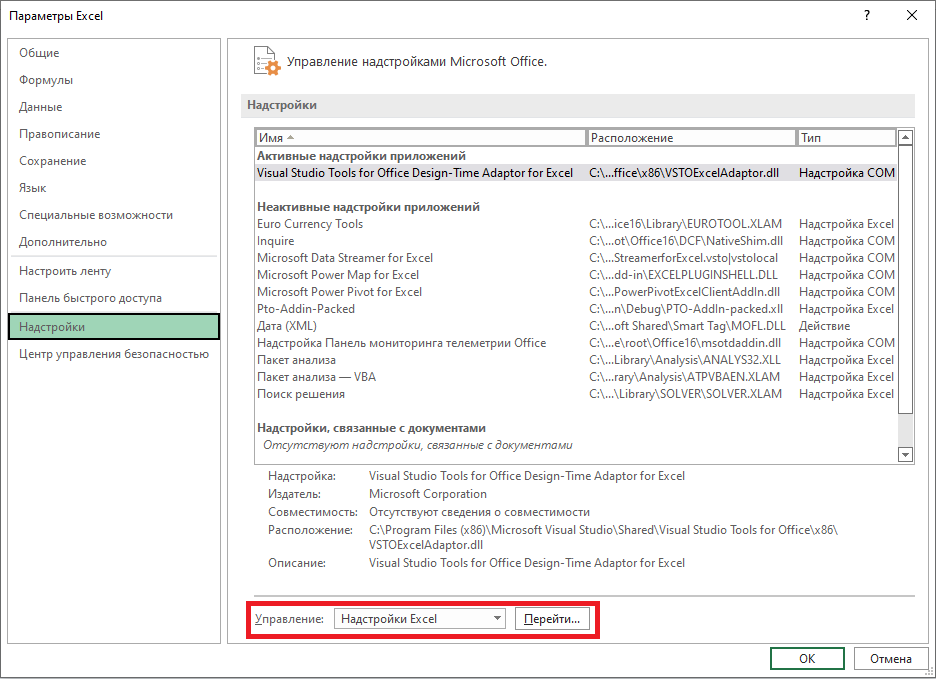 Параметры Excel
?
Общие
Формулы
Данные
Правописание
Сохранение
Язык
Специальные возможности
Дополнительно
Настроить ленту
Панель быстрого доступа
Надстройки
Центр управления безопасностью
Управление надстройками Microsoft Office.
Надстройки
Имя Расположение Тип
Активные надстройки приложений
Visual Studio Tools for Office Design-Time Adaptor for Excel C:\...ffice\x86\VSTOExcelAdaptor.dll Надстройка COM
Неактивные надстройки приложений
Euro Currency Tools C:\...ice16\Library\EUROTOOL.XLAM Надстройка Excel
Inquire C:\...ot\Office16\DCF\NativeShim.dll Надстройка COM
Microsoft Data Streamer for Excel C:\...StreamerforExcel.vsto|vstolocal Надстройка COM
Microsoft Power Map for Excel C:\...dd-in\EXCELPLUGINSHELL.DLL Надстройка COM
Microsoft Power Pivot for Excel C:\...PowerPivotExcelClientAddIn.dll Надстройка COM
Pto-Addin-Packed C:\...n\Debug\PTO-AddIn-packed.xll Надстройка Excel
Дата (XML) C:\...oft Shared\Smart Tag\MOFL.DLL Действие
Надстройка Панель мониторинга телеметрии Office C:\...e\root\Office16\msotdaddin.dll Надстройка COM
Пакет анализа C:\...Library\Analysis\ANALYS32.XLL Надстройка Excel
Пакет анализа — VBA C:\...rary\Analysis\ATPVBAEN.XLAM Надстройка Excel
Поиск решения C:\...\Library\SOLVER\SOLVER.XLAM Надстройка Excel
Надстройки, связанные с документами
Отсутствуют надстройки, связанные с документами
Надстройка: Visual Studio Tools for Office Design-Time Adaptor for Excel
Издатель: Microsoft Corporation
Совместимость: Отсутствуют сведения о совместимости
Расположение: C:\Program Files (x86)\Microsoft Visual Studio\Shared\Visual Studio Tools for Office\x86\
VSTOExcelAdaptor.dll
Описание: Visual Studio Tools for Office Design-Time Adaptor for Excel
Управление: Надстройки Excel Перейти...
ОК Отмена